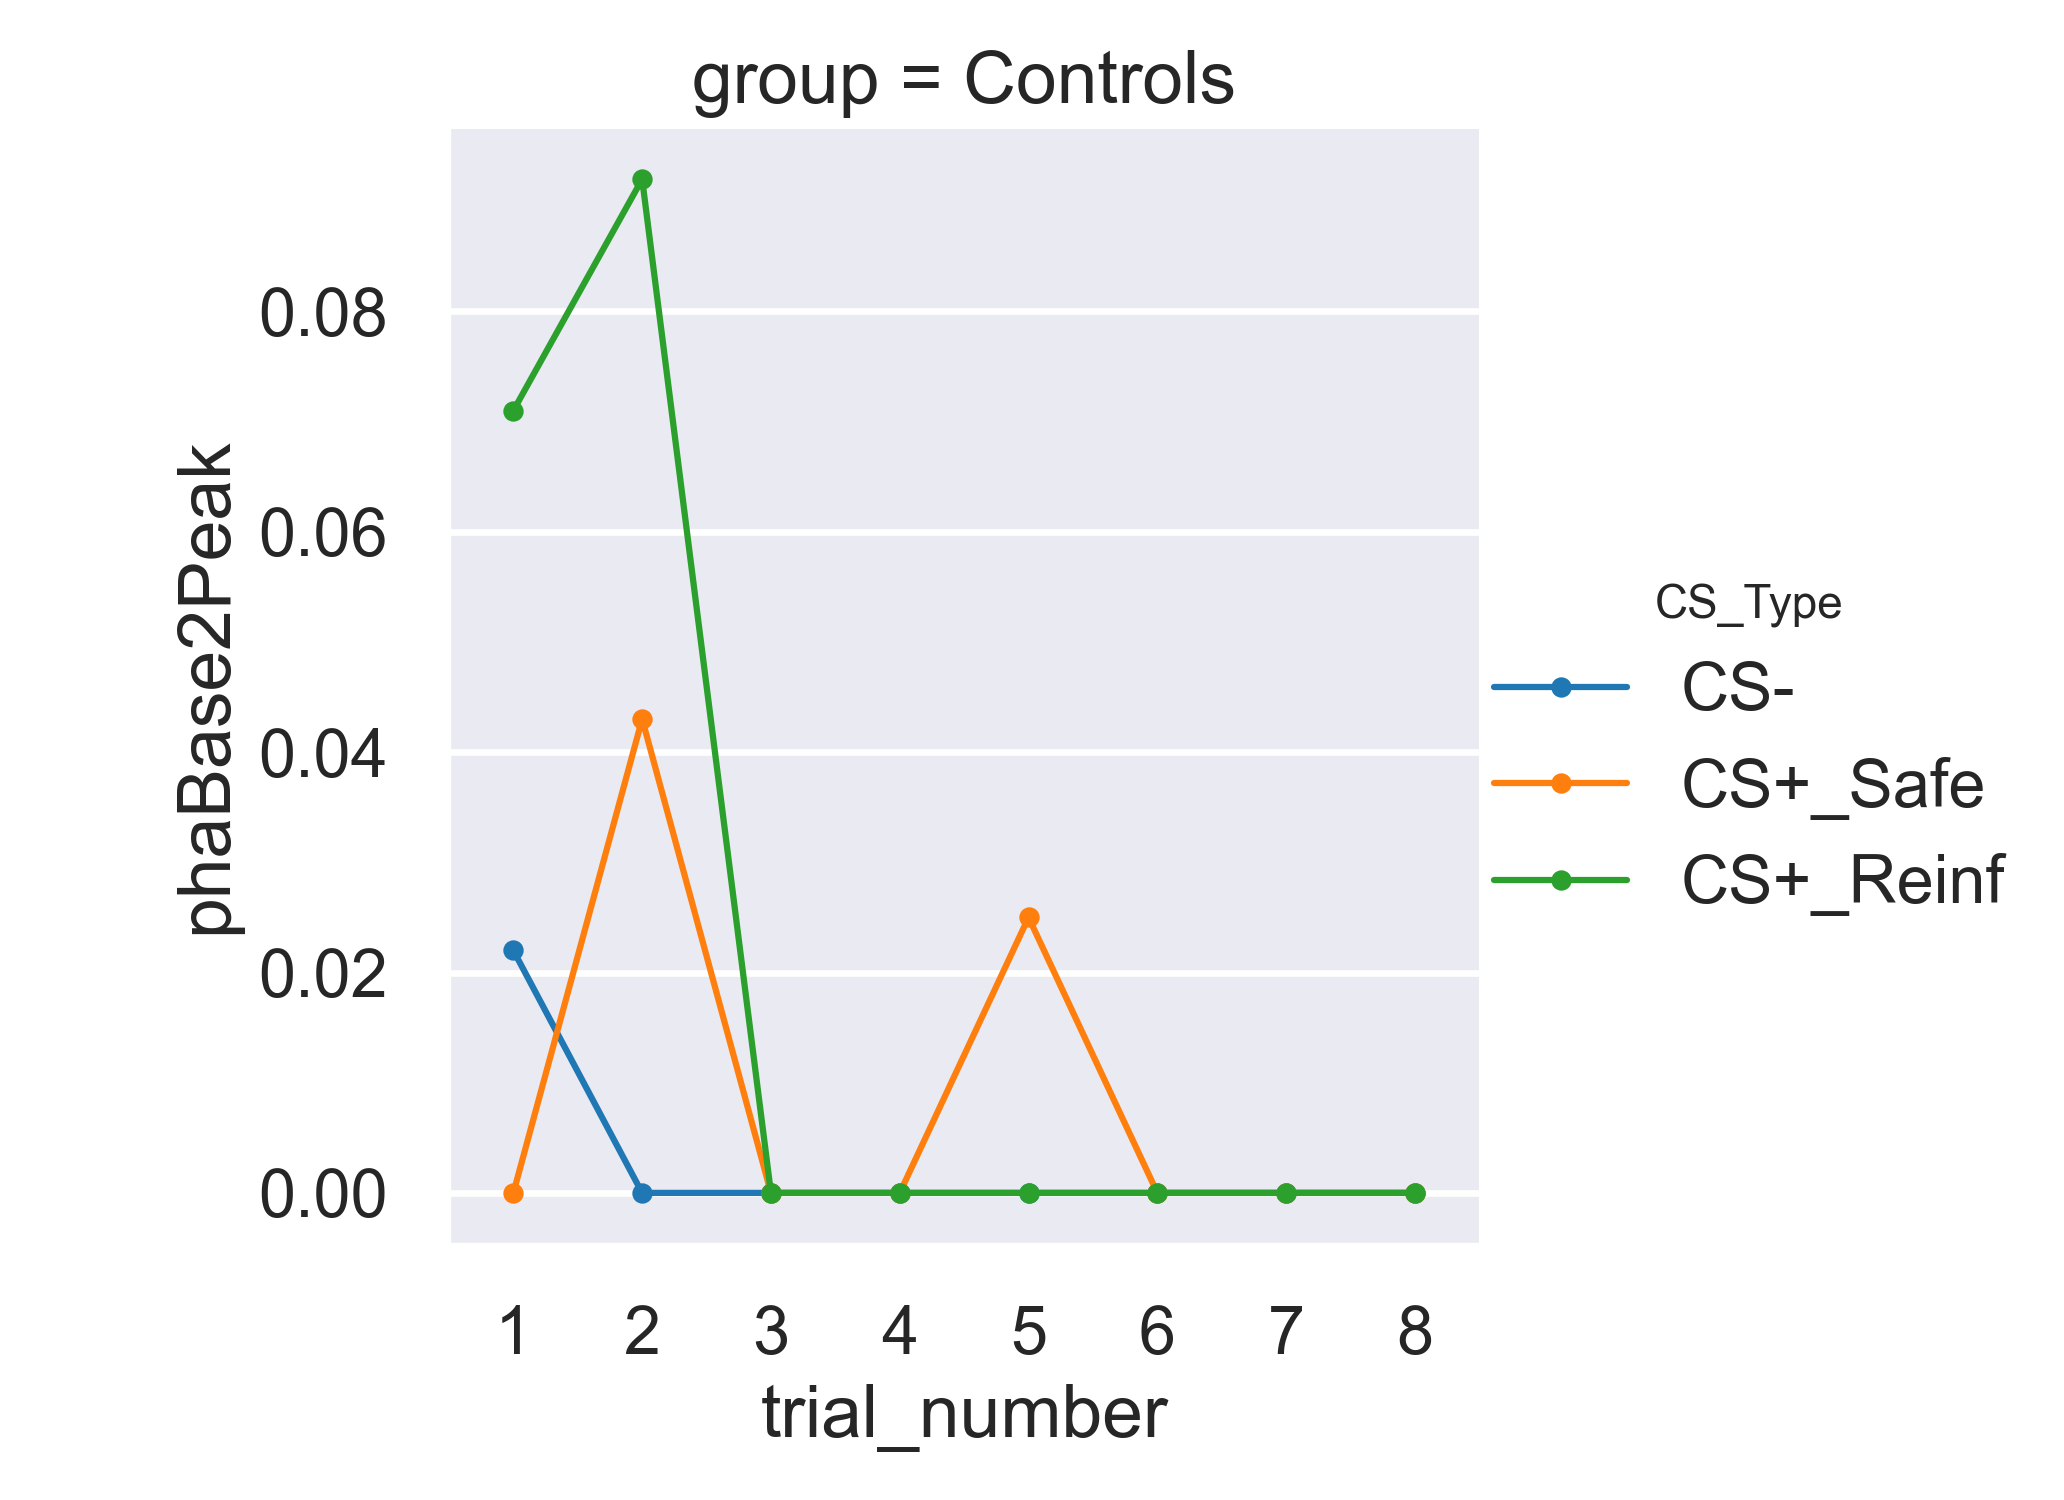 group = Controls
phaBase2Peak
0.08
0.06
0.04
0.02
0.00
1 2 3 4 5 6 7 8
trial_number
CS_Type
CS-
CS+_Safe
CS+_Reinf